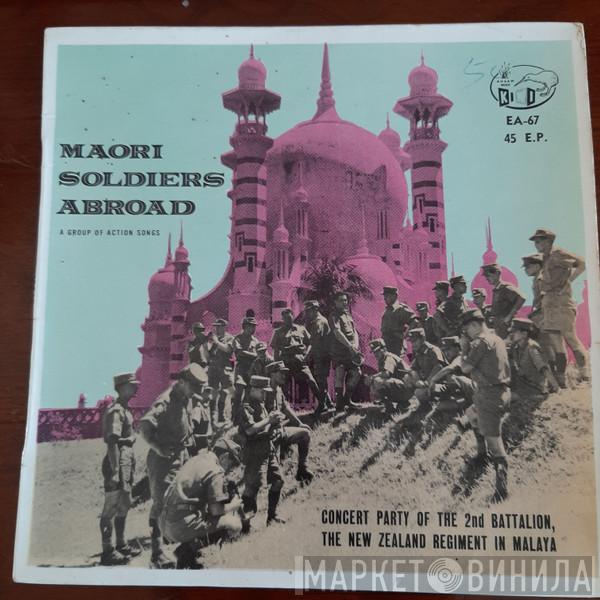 MAORI
SOLDIERS
ABROAD
A GROUP OF ACTION SONGS
KIWI
EA-67
45 E.P.
CONCERT PARTY OF THE 2nd BATTALION,
THE NEW ZEALAND REGIMENT IN MALAYA
МАРКЕТ ВИНИЛА